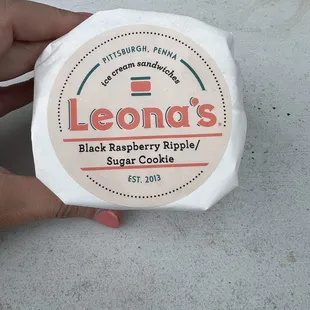 PITTSBURGH, PENNA
ice cream sandwiches
Leona's
Black Raspberry Ripple/
Sugar Cookie
EST. 2013